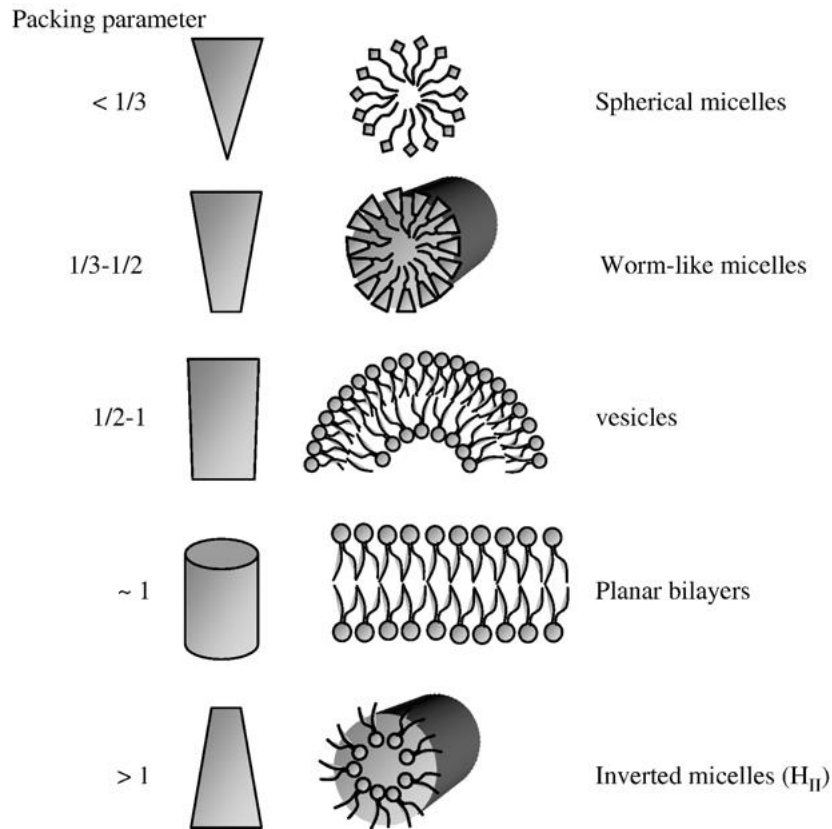 Packing parameter
< 1/3 Spherical micelles
1/3-1/2 Worm-like micelles
1/2-1 vesicles
~ 1 Planar bilayers
> 1 Inverted micelles (H_II)